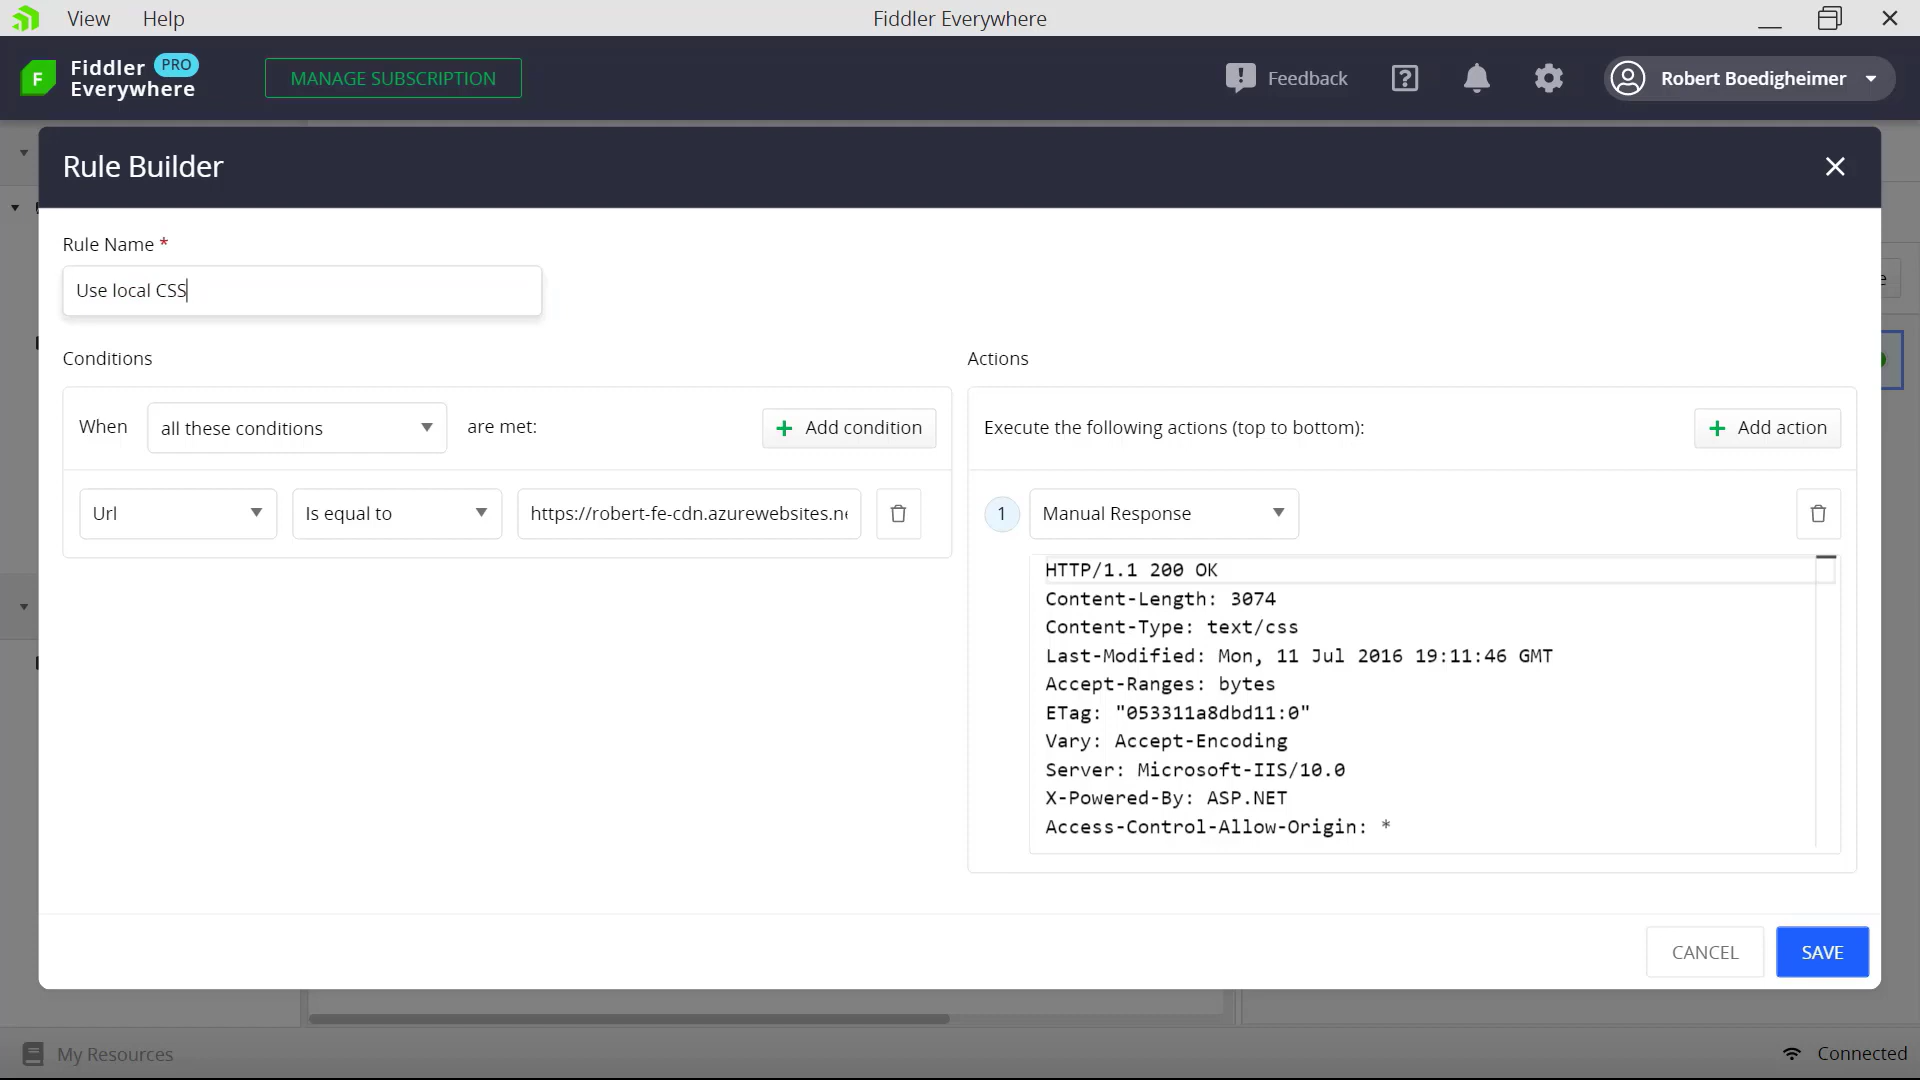 View Help Fiddler Everywhere
Fiddler PRO
Everywhere
MANAGE SUBSCRIPTION
Feedback
Robert Boedigheimer
Rule Builder
Rule Name *
Use local CSS
Conditions
Actions
When all these conditions are met: Add condition
Execute the following actions (top to bottom): Add action
Url Is equal to https://robert-fe-cdn.azurewebsites.ne
1 Manual Response
HTTP/1.1 200 OK
Content-Length: 3074
Content-Type: text/css
Last-Modified: Mon, 11 Jul 2016 19:11:46 GMT
Accept-Ranges: bytes
ETag: "053311a8dbd11:0"
Vary: Accept-Encoding
Server: Microsoft-IIS/10.0
X-Powered-By: ASP.NET
Access-Control-Allow-Origin: *
CANCEL SAVE
My Resources
Connected